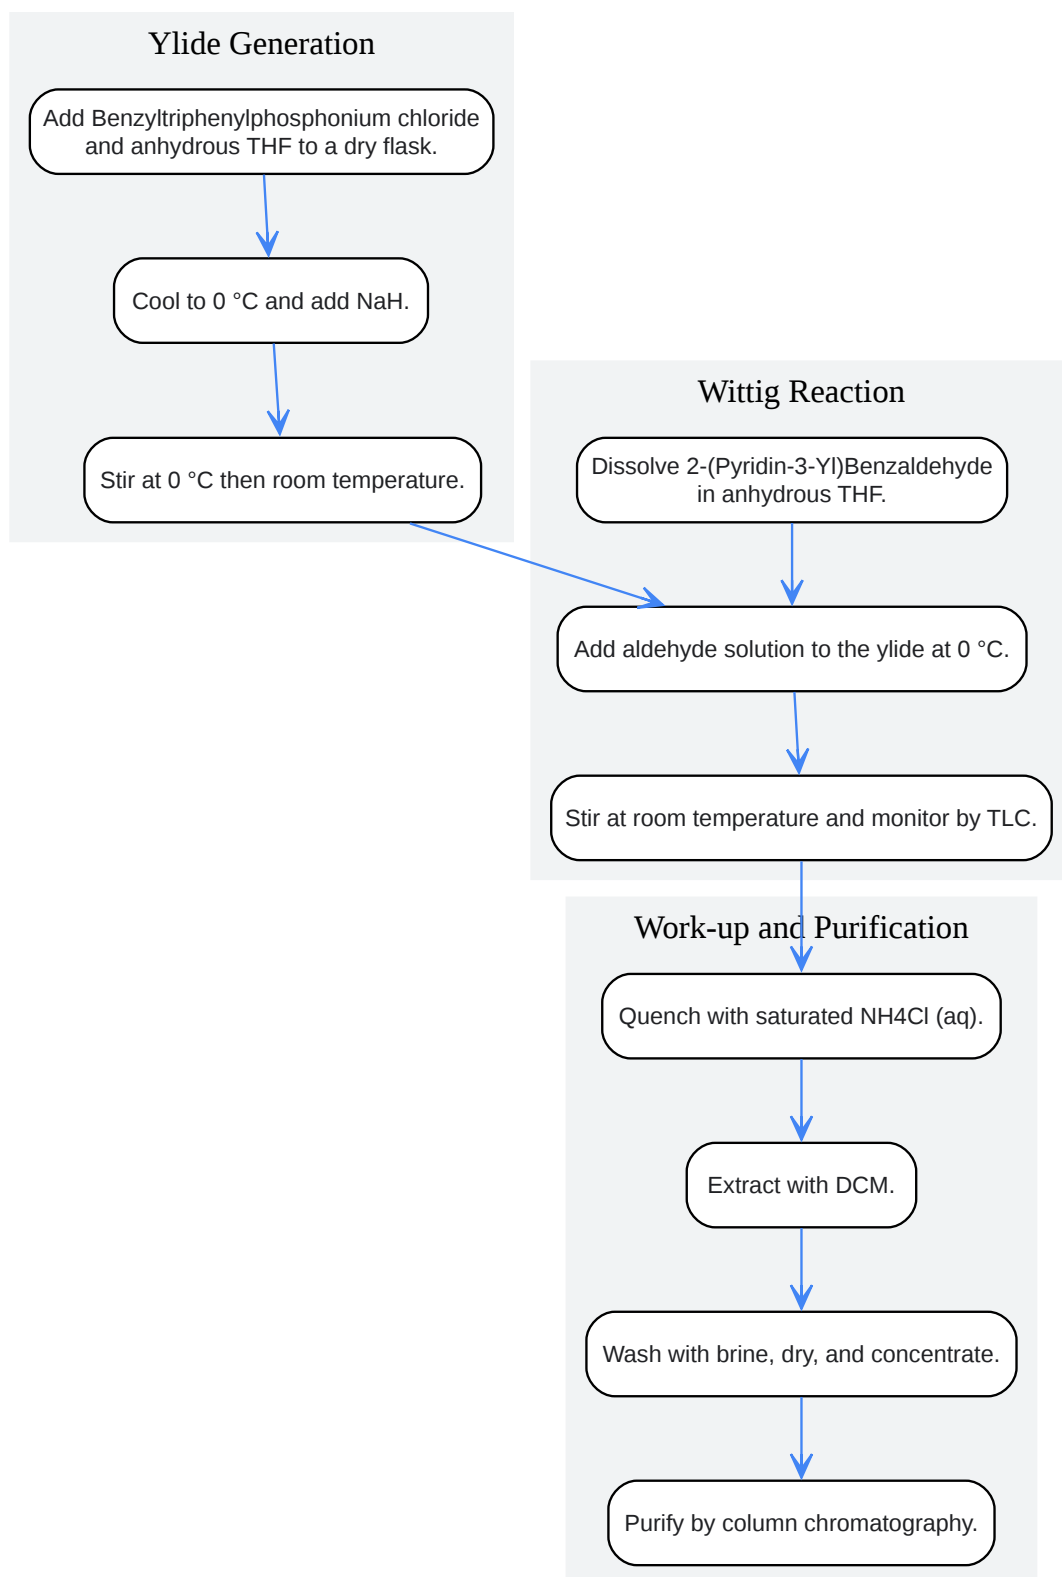 Ylide Generation
Add Benzyltriphenylphosphonium chloride
and anhydrous THF to a dry flask.
Cool to 0 °C and add NaH.
Stir at 0 °C then room temperature.
Wittig Reaction
Dissolve 2-(Pyridin-3-Yl)Benzaldehyde
in anhydrous THF.
Add aldehyde solution to the ylide at 0 °C.
Stir at room temperature and monitor by TLC.
Work-up and Purification
Quench with saturated NH4Cl (aq).
Extract with DCM.
Wash with brine, dry, and concentrate.
Purify by column chromatography.